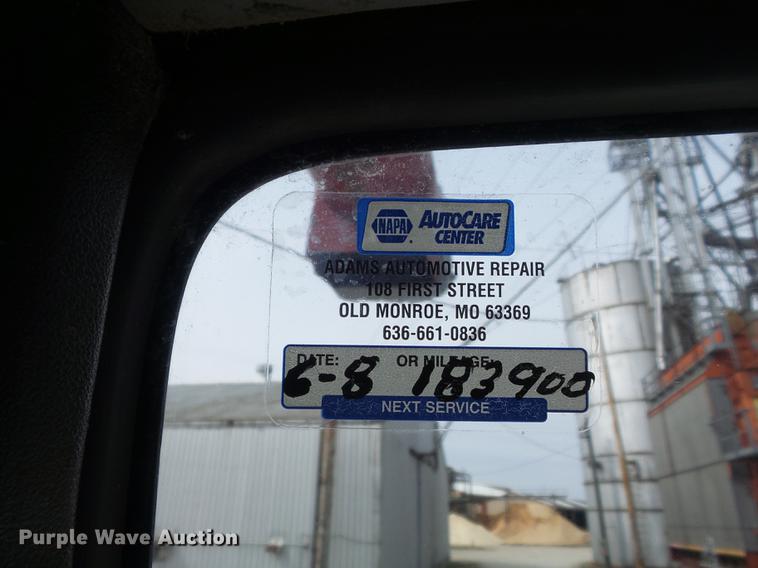 NAPA AUTOCARE
CENTER
ADAMS AUTOMOTIVE REPAIR
108 FIRST STREET
OLD MONROE, MO 63369
636-661-0836
DATE: OR MILEAGE:
6-8 183900
NEXT SERVICE
Purple Wave Auction